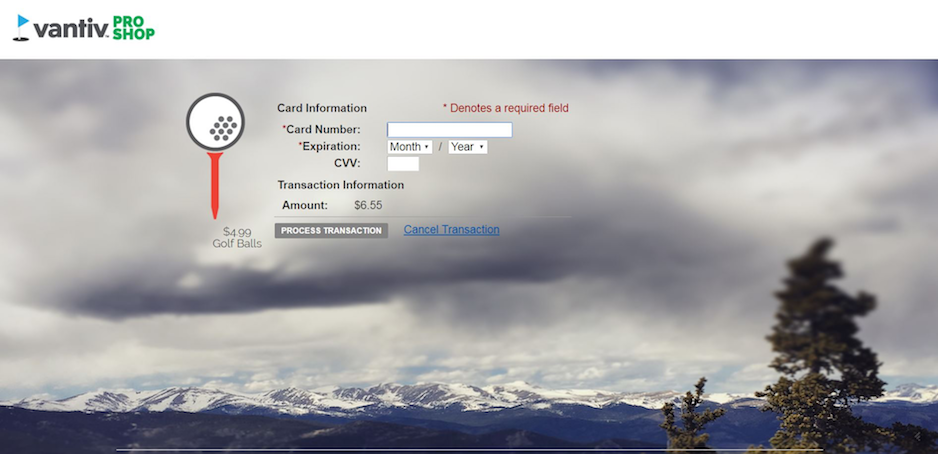 vantiv PRO
SHOP
Card Information * Denotes a required field
*Card Number:
*Expiration: Month / Year
CVV:
Transaction Information
Amount: $6.55
$4.99
Golf Balls
PROCESS TRANSACTION Cancel Transaction